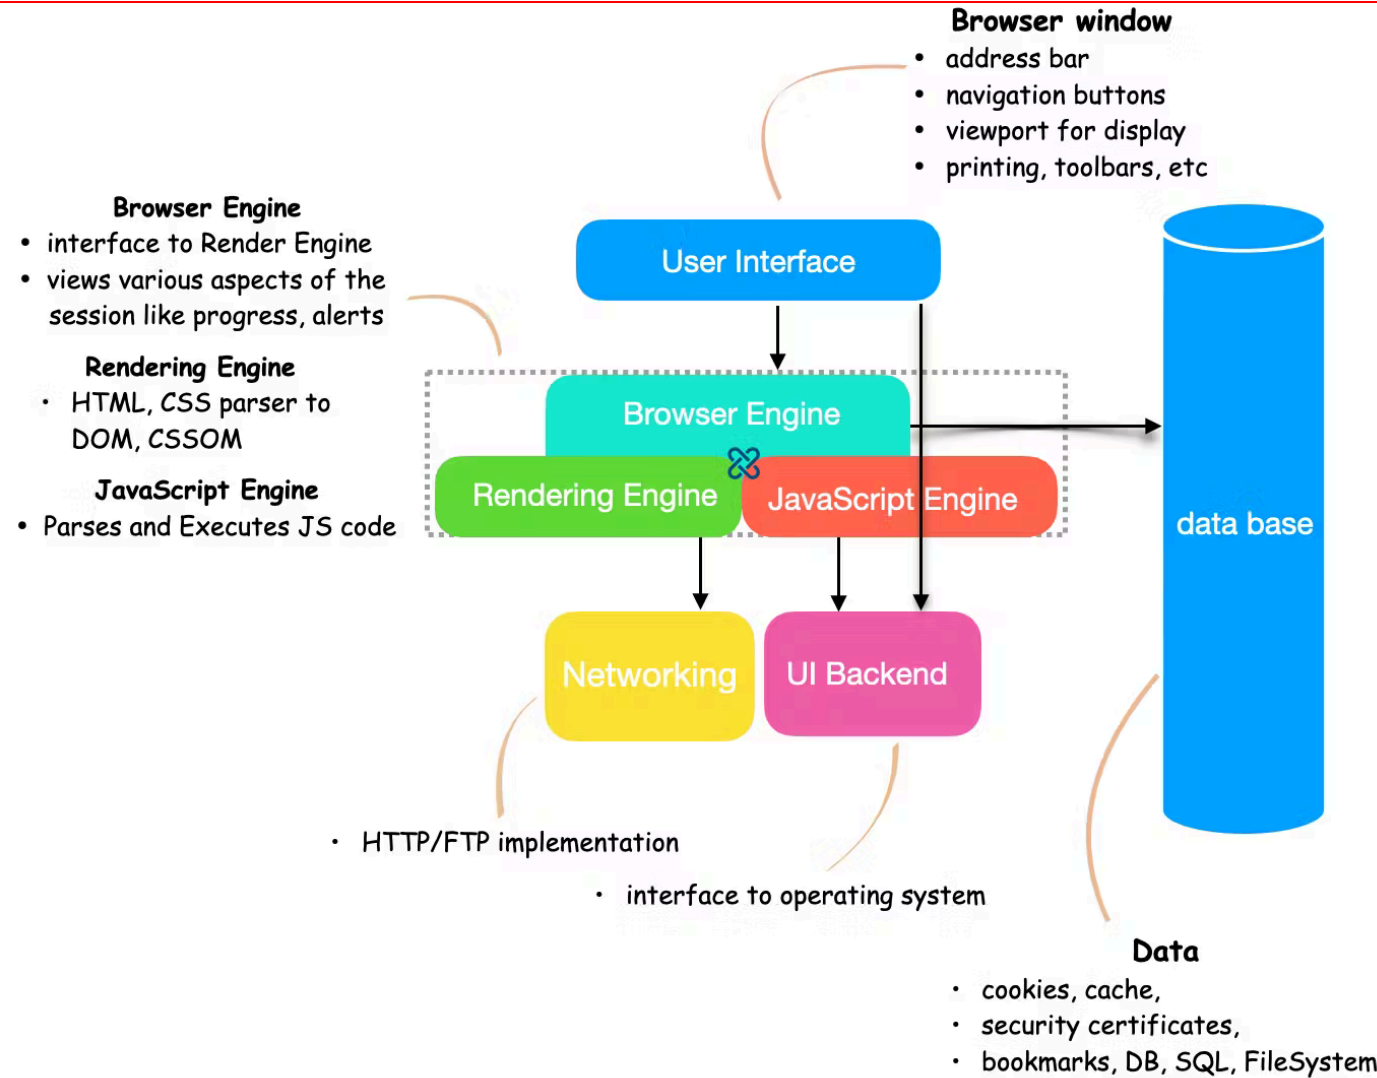 Browser window
• address bar
• navigation buttons
• viewport for display
• printing, toolbars, etc
Browser Engine
• interface to Render Engine
• views various aspects of the
session like progress, alerts
Rendering Engine
• HTML, CSS parser to
DOM, CSSOM
JavaScript Engine
• Parses and Executes JS code
User Interface
Browser Engine
Rendering Engine
JavaScript Engine
data base
Networking
UI Backend
• HTTP/FTP implementation
• interface to operating system
Data
• cookies, cache,
• security certificates,
• bookmarks, DB, SQL, FileSystem